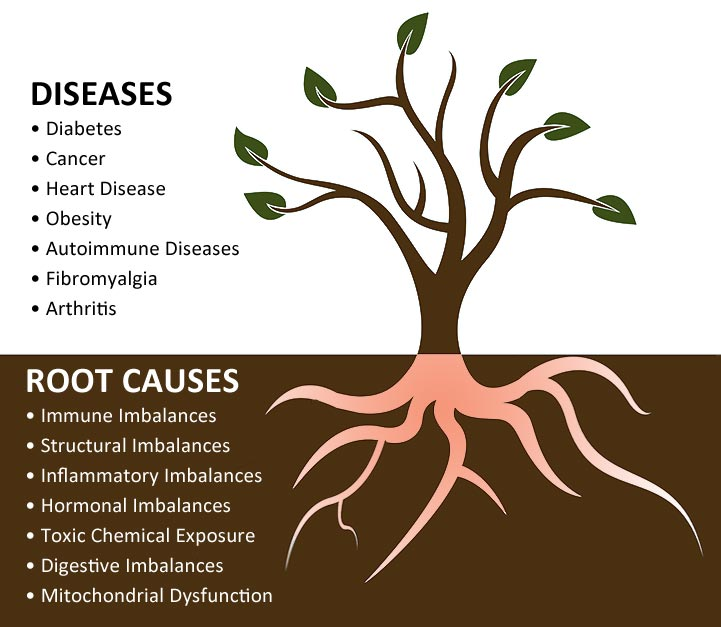 DISEASES
• Diabetes
• Cancer
• Heart Disease
• Obesity
• Autoimmune Diseases
• Fibromyalgia
• Arthritis
ROOT CAUSES
• Immune Imbalances
• Structural Imbalances
• Inflammatory Imbalances
• Hormonal Imbalances
• Toxic Chemical Exposure
• Digestive Imbalances
• Mitochondrial Dysfunction